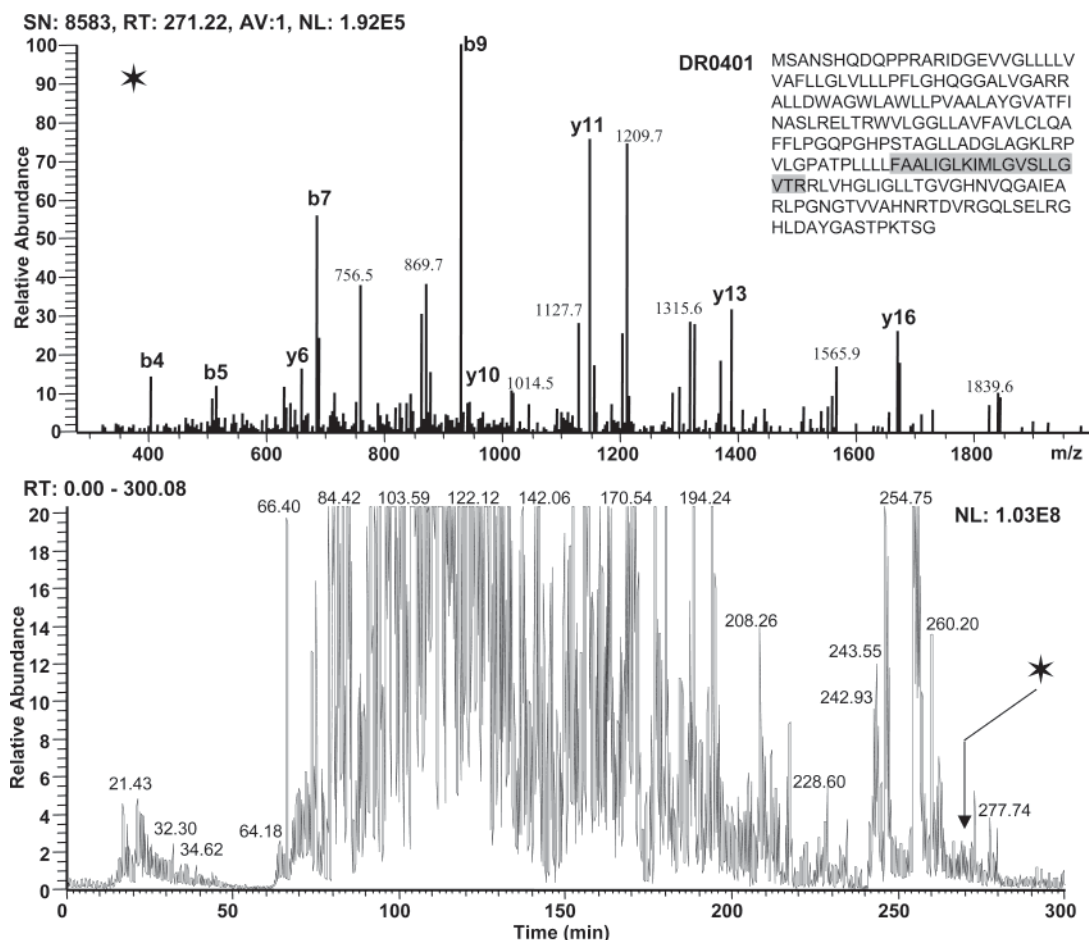 SN: 8583, RT: 271.22, AV:1, NL: 1.92E5
100
90
80
70
60
50
40
30
20
10
0
Relative Abundance
b4
b5
y6
b7
756.5
869.7
b9
y10
1014.5
1127.7
y11
1209.7
1315.6
y13
1565.9
y16
1839.6
400
600
800
1000
1200
1400
1600
1800
m/z
DR0401
MSANSHQDQPPRARIDGEVVGLLLLV
VAFLLGLVLLLPFLGHQGGALVGARR
ALLDWAGWLAWLLPVAALAYGVATFI
NASLRELTRWVLGGLLAVFAVLCLQA
FFLPGQPGHPSTAGLLADGLAGKLRP
VLGPATPLLLLFAALIGLKIMLGVSLLG
VTRRLVHGLIGLLTGVGHNVQGAIEA
RLPGNGTVVAHNRTDVRGQLSELRG
HLDAYGASTPKTSG
RT: 0.00 - 300.08
NL: 1.03E8
20
18
16
14
12
10
8
6
4
2
0
Relative Abundance
21.43
32.30
34.62
64.18
66.40
84.42
103.59
122.12
142.06
170.54
194.24
208.26
228.60
242.93
243.55
254.75
260.20
277.74
0
50
100
150
200
250
300
Time (min)